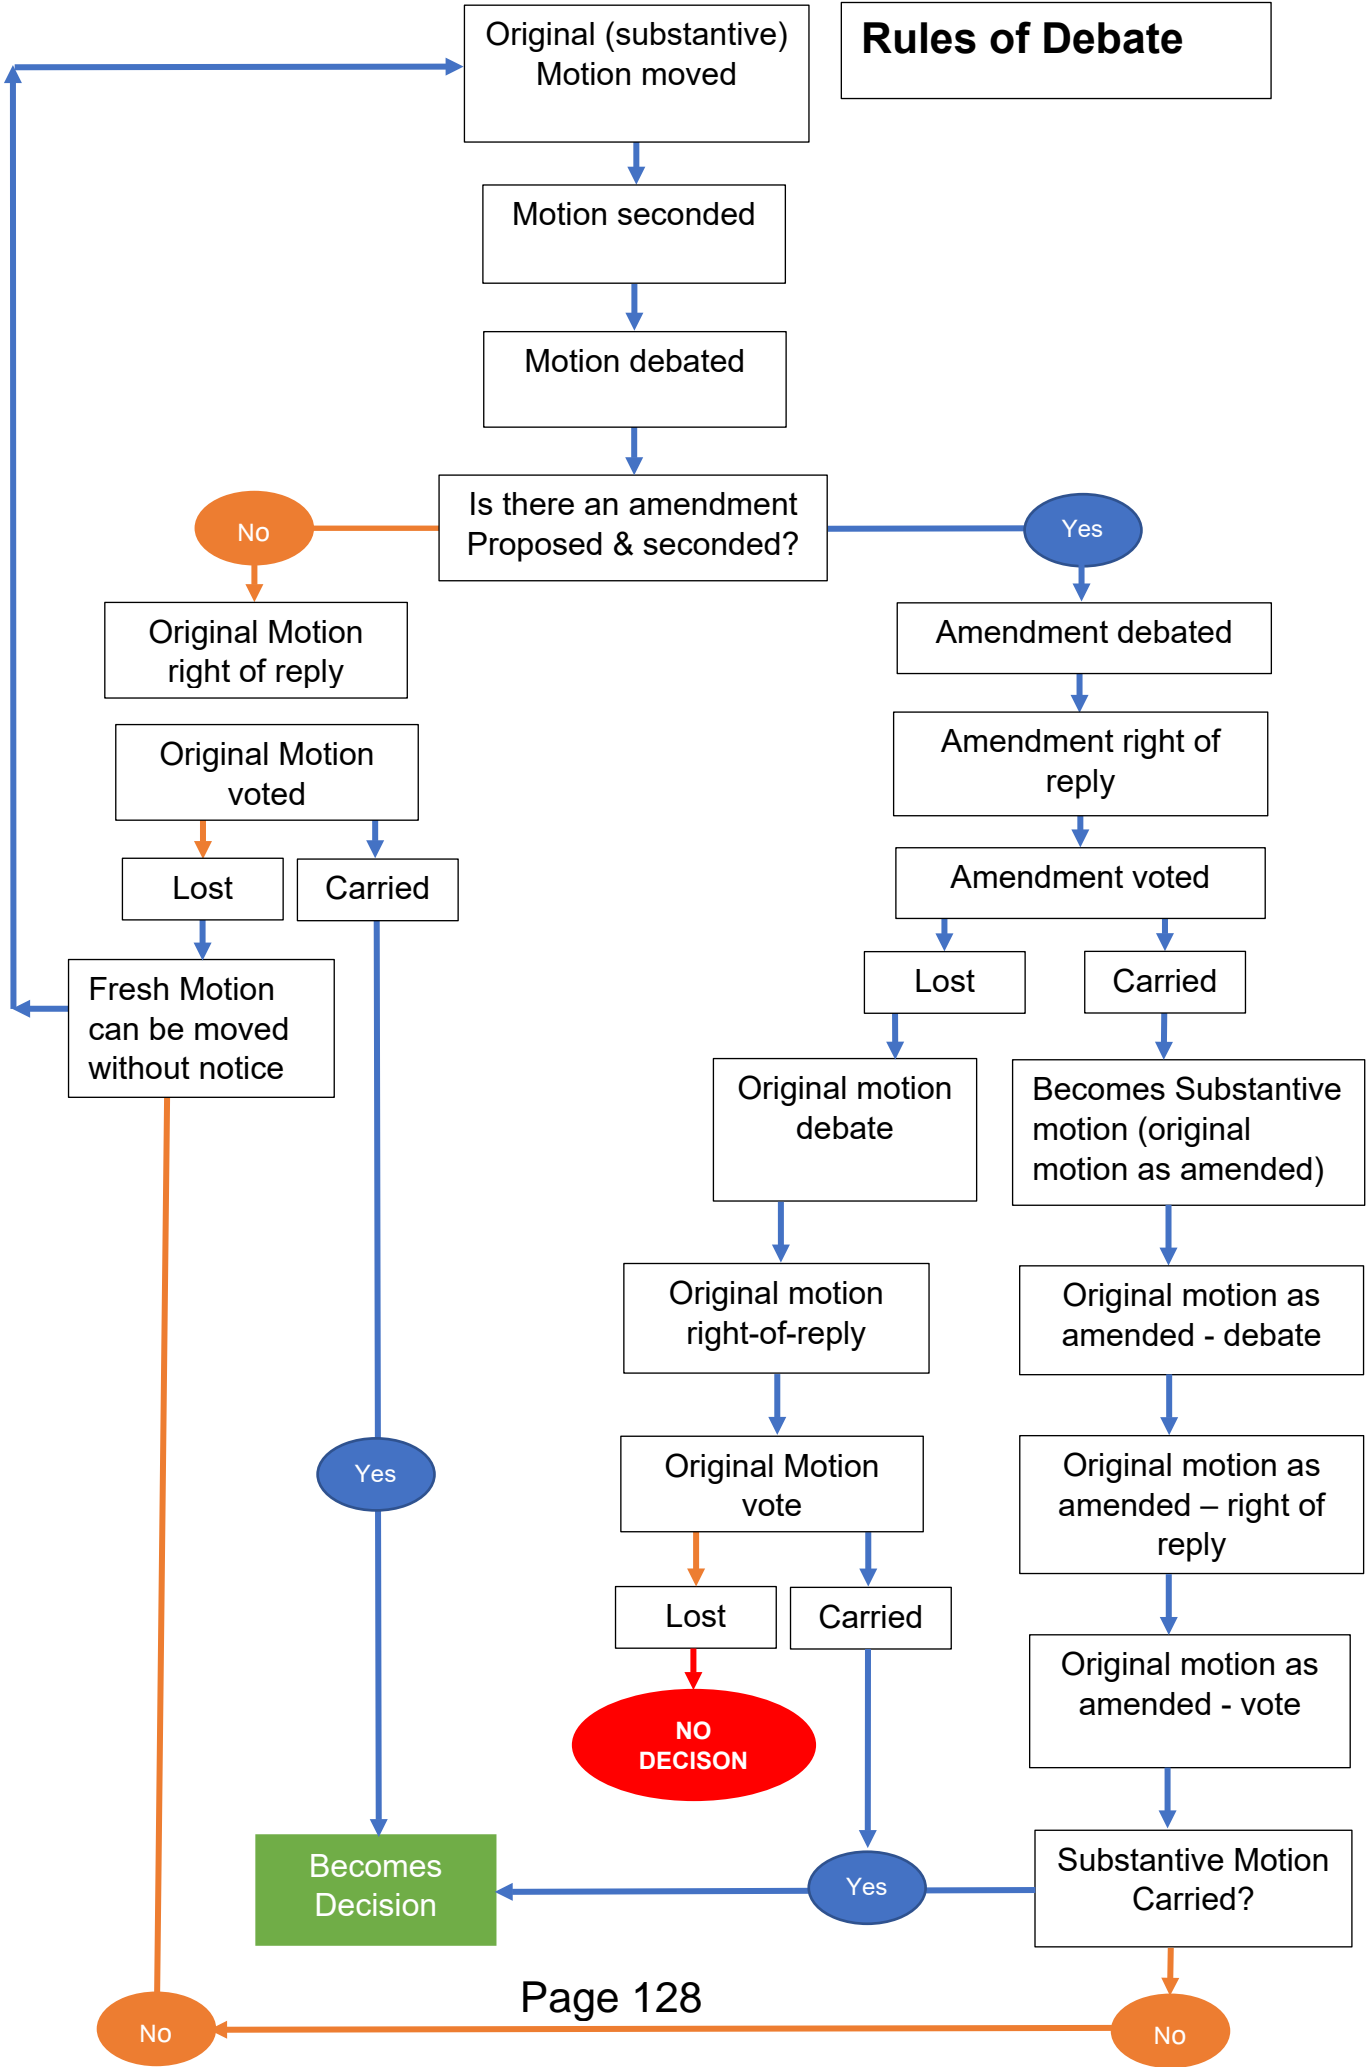 Original (substantive)
Motion moved
Rules of Debate
Motion seconded
Motion debated
Is there an amendment
Proposed & seconded?
No
Yes
Original Motion
right of reply
Amendment debated
Original Motion
voted
Amendment right of
reply
Lost
Carried
Amendment voted
Fresh Motion
can be moved
without notice
Lost
Carried
Original motion
debate
Becomes Substantive
motion (original
motion as amended)
Original motion
right-of-reply
Original motion as
amended - debate
Yes
Original Motion
vote
Original motion as
amended – right of
reply
Lost
Carried
Original motion as
amended - vote
NO
DECISON
Becomes
Decision
Yes
Substantive Motion
Carried?
Page 128
No
No